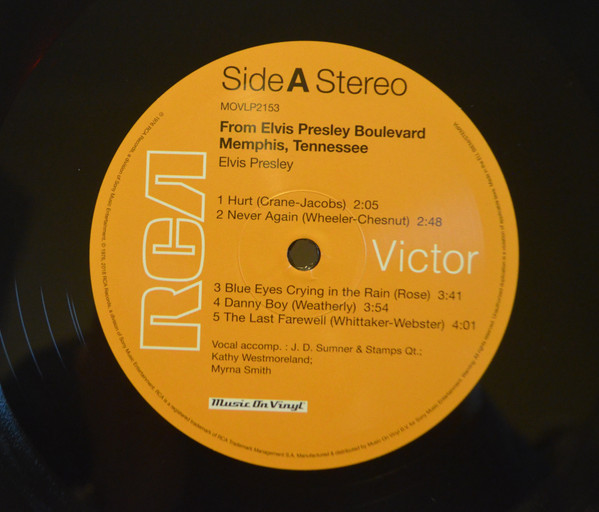 Side A Stereo
MOVLP2153
From Elvis Presley Boulevard
Memphis, Tennessee
Elvis Presley
1 Hurt (Crane-Jacobs) 2:05
2 Never Again (Wheeler-Chesnut) 2:48
RCA
Victor
3 Blue Eyes Crying in the Rain (Rose) 3:41
4 Danny Boy (Weatherly) 3:54
5 The Last Farewell (Whittaker-Webster) 4:01
Vocal accomp. : J. D. Sumner & Stamps Qt.;
Kathy Westmoreland;
Myrna Smith
Music On Vinyl